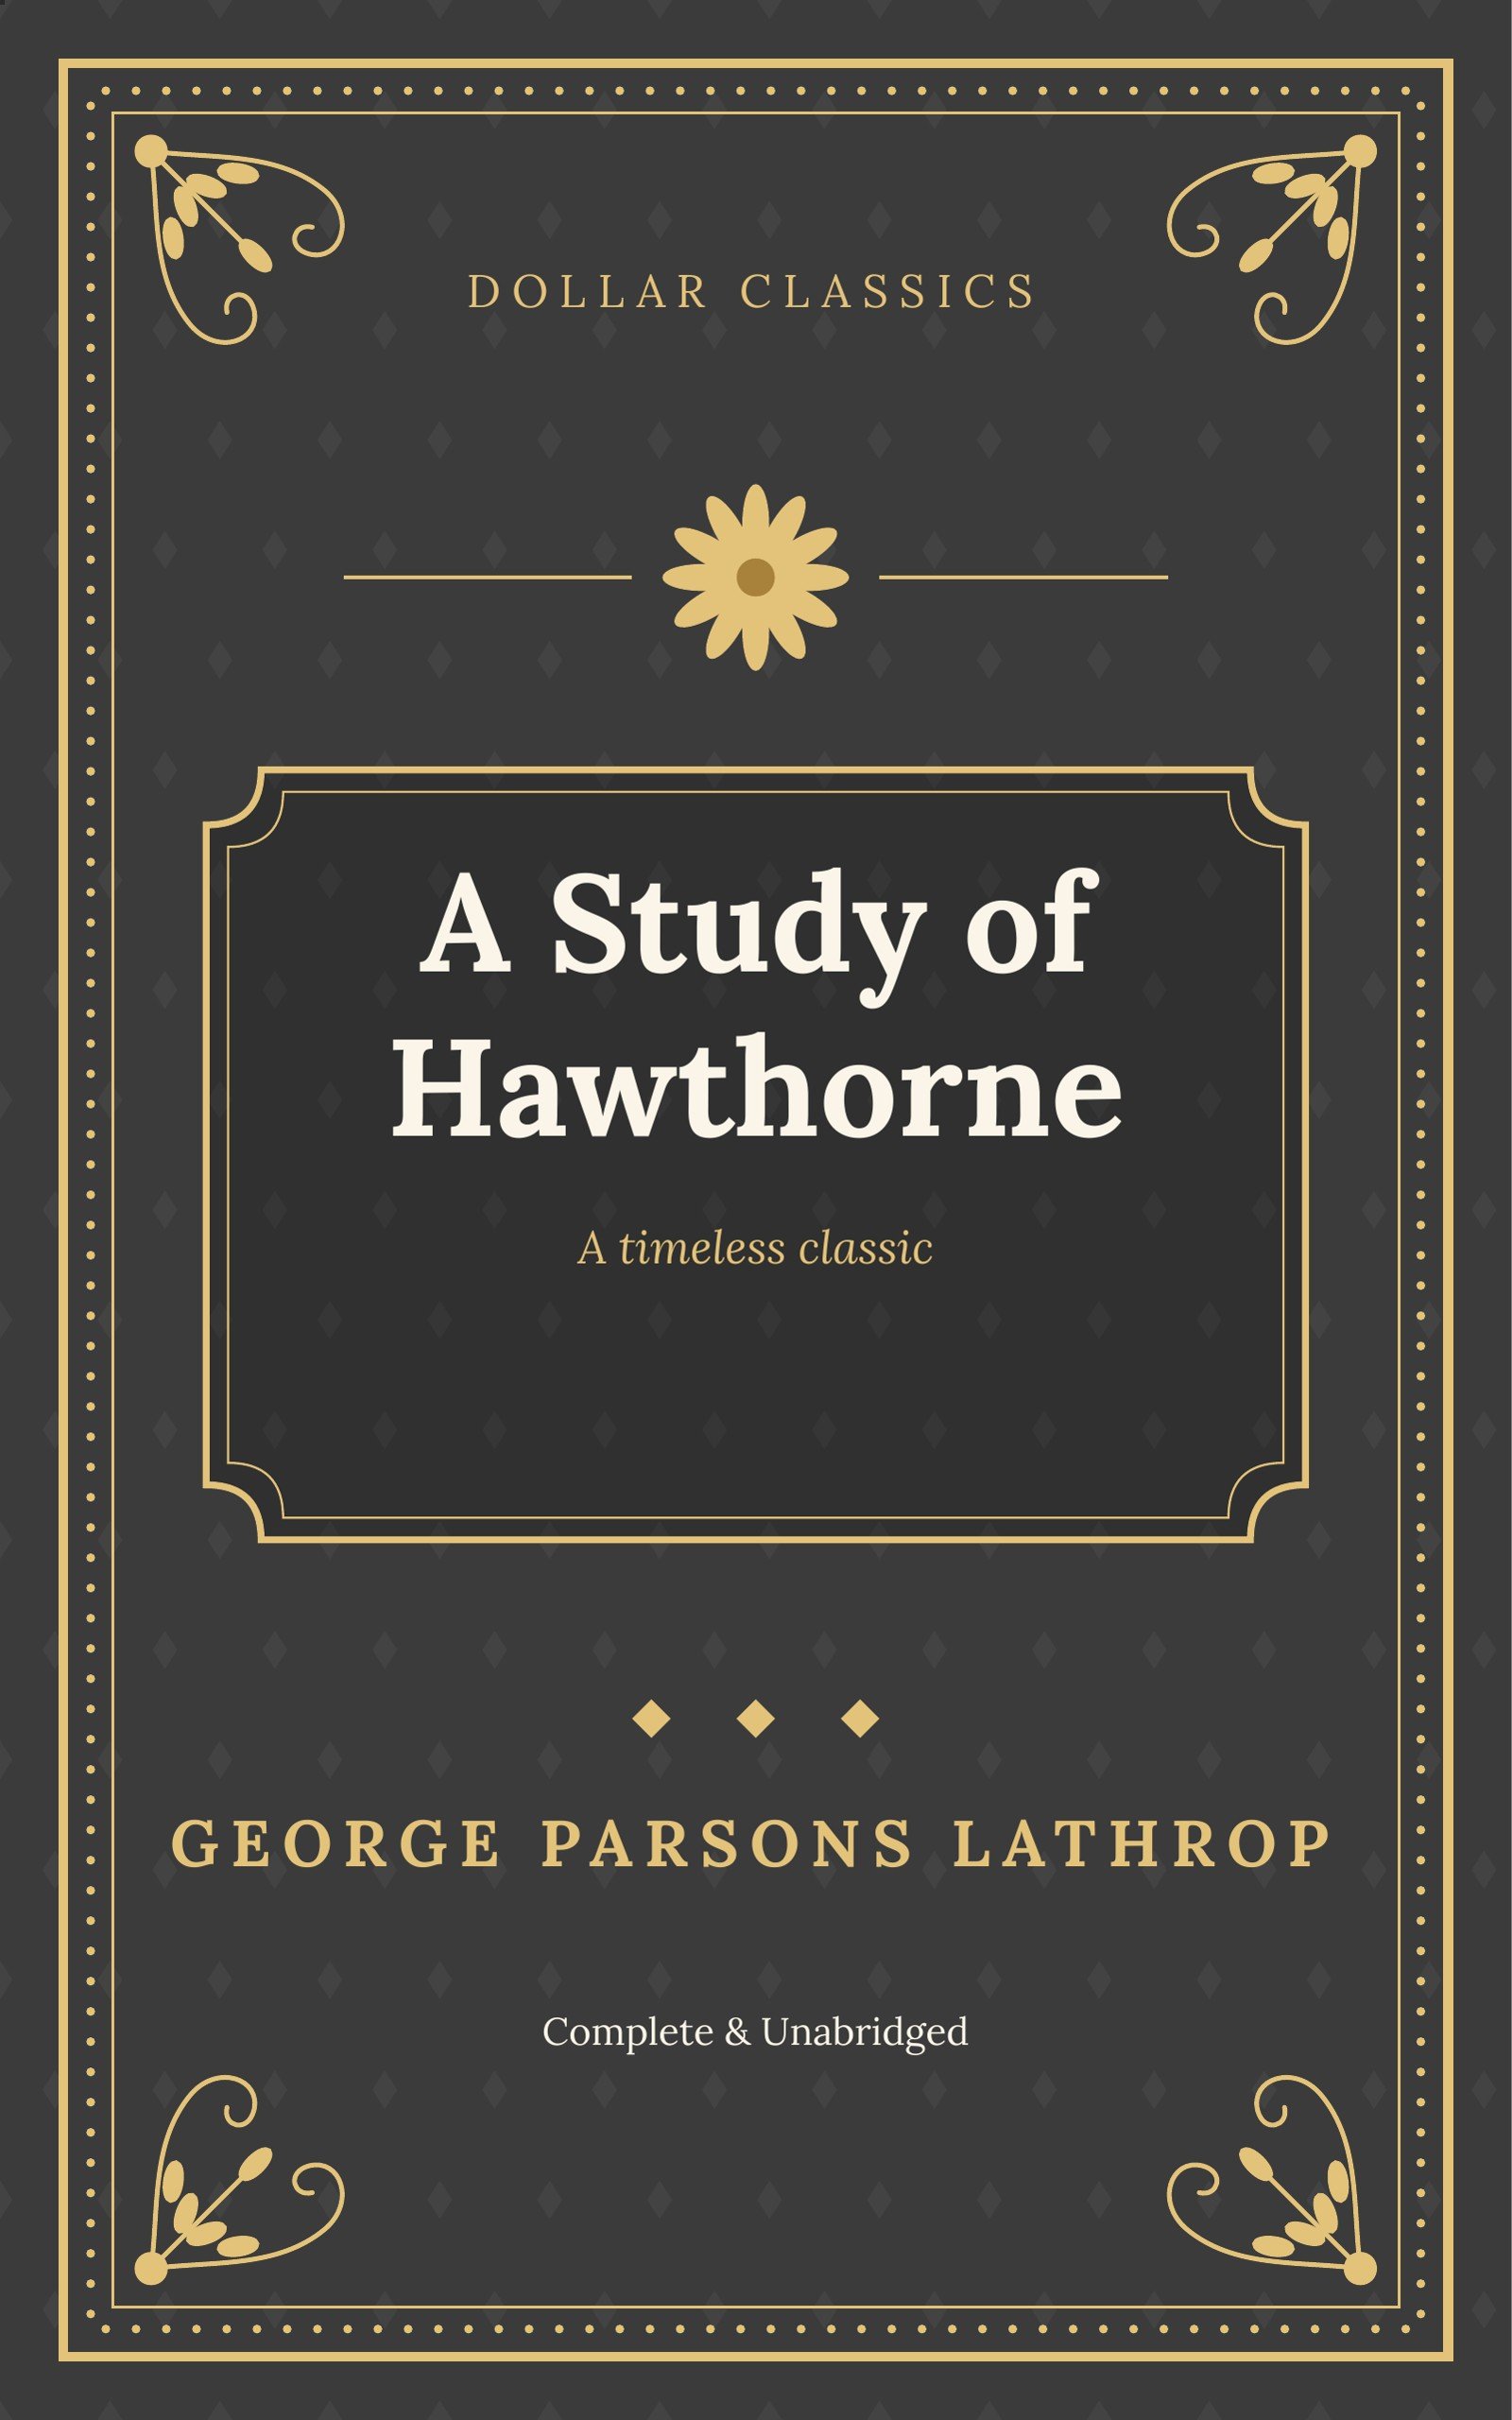 DOLLAR CLASSICS
A Study of
Hawthorne
A timeless classic
GEORGE PARSONS LATHROP
Complete & Unabridged